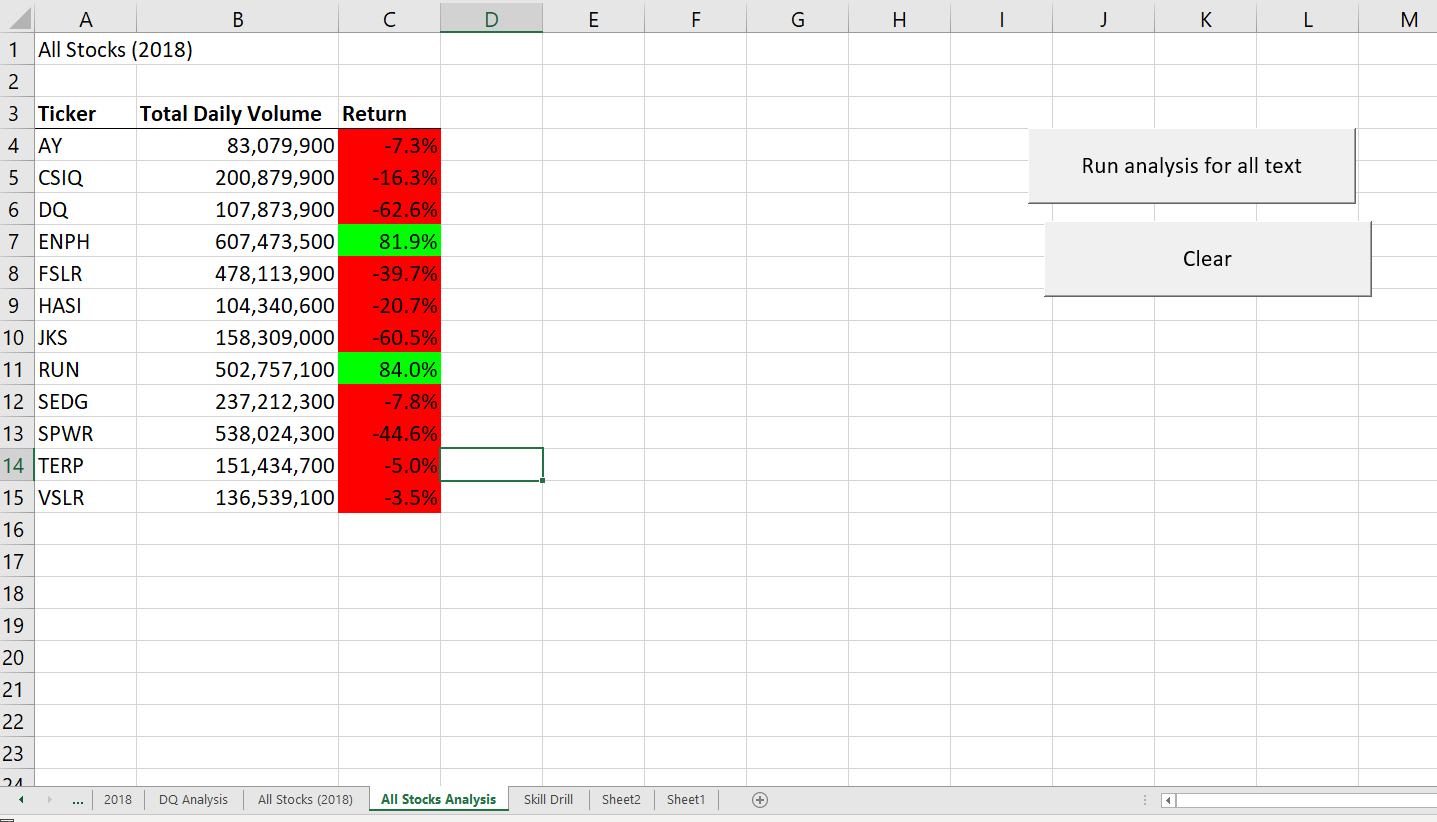 A B C D E F G H I J K L M
1 All Stocks (2018)
2
3 Ticker Total Daily Volume Return
4 AY 83,079,900 -7.3%
Run analysis for all text
5 CSIQ 200,879,900 -16.3%
6 DQ 107,873,900 -62.6%
7 ENPH 607,473,500 81.9%
Clear
8 FSLR 478,113,900 -39.7%
9 HASI 104,340,600 -20.7%
10 JKS 158,309,000 -60.5%
11 RUN 502,757,100 84.0%
12 SEDG 237,212,300 -7.8%
13 SPWR 538,024,300 -44.6%
14 TERP 151,434,700 -5.0%
15 VSLR 136,539,100 -3.5%
16
17
18
19
20
21
22
23
24
... 2018 DQ Analysis All Stocks (2018) All Stocks Analysis Skill Drill Sheet2 Sheet1